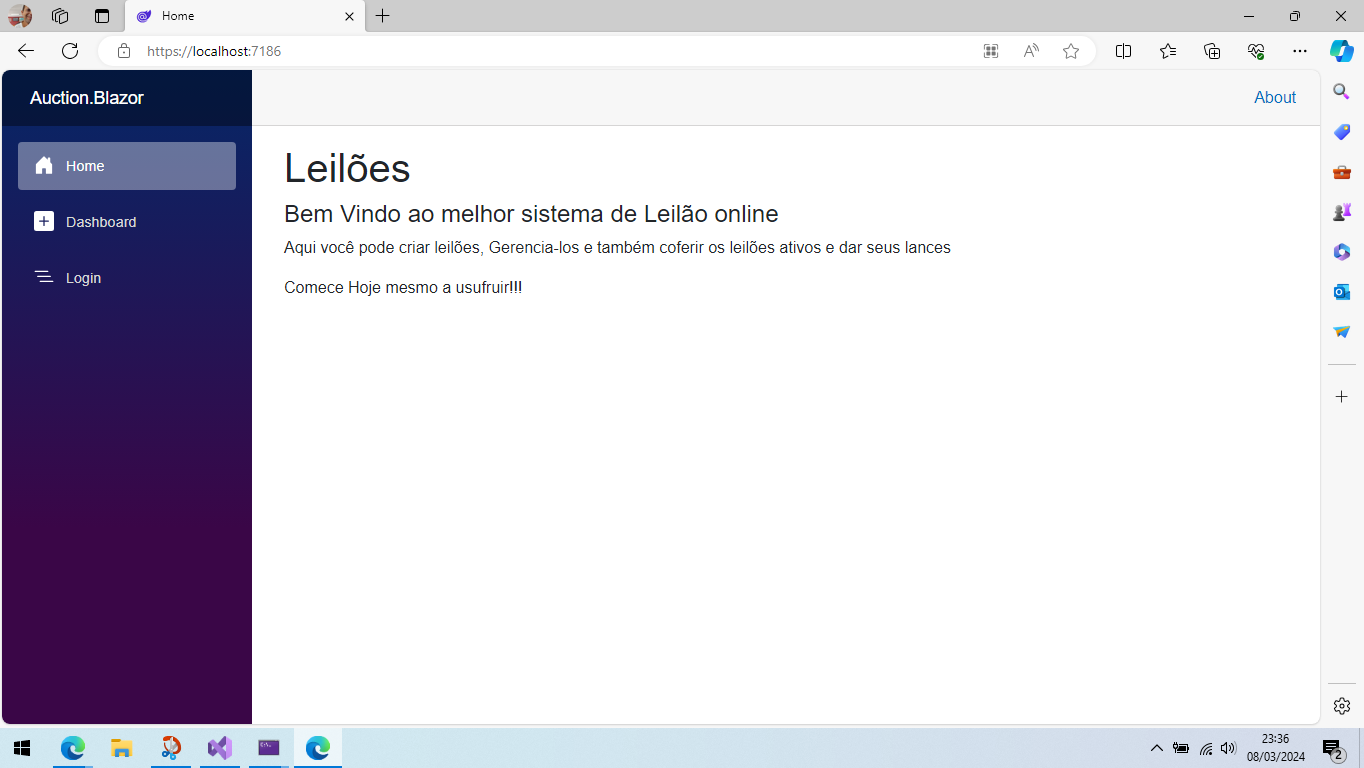 Home
https://localhost:7186
Auction.Blazor
About
Home
Dashboard
Login
Leilões
Bem Vindo ao melhor sistema de Leilão online
Aqui você pode criar leilões, Gerencia-los e também coferir os leilões ativos e dar seus lances
Comece Hoje mesmo a usufruir!!!
23:36
08/03/2024
2